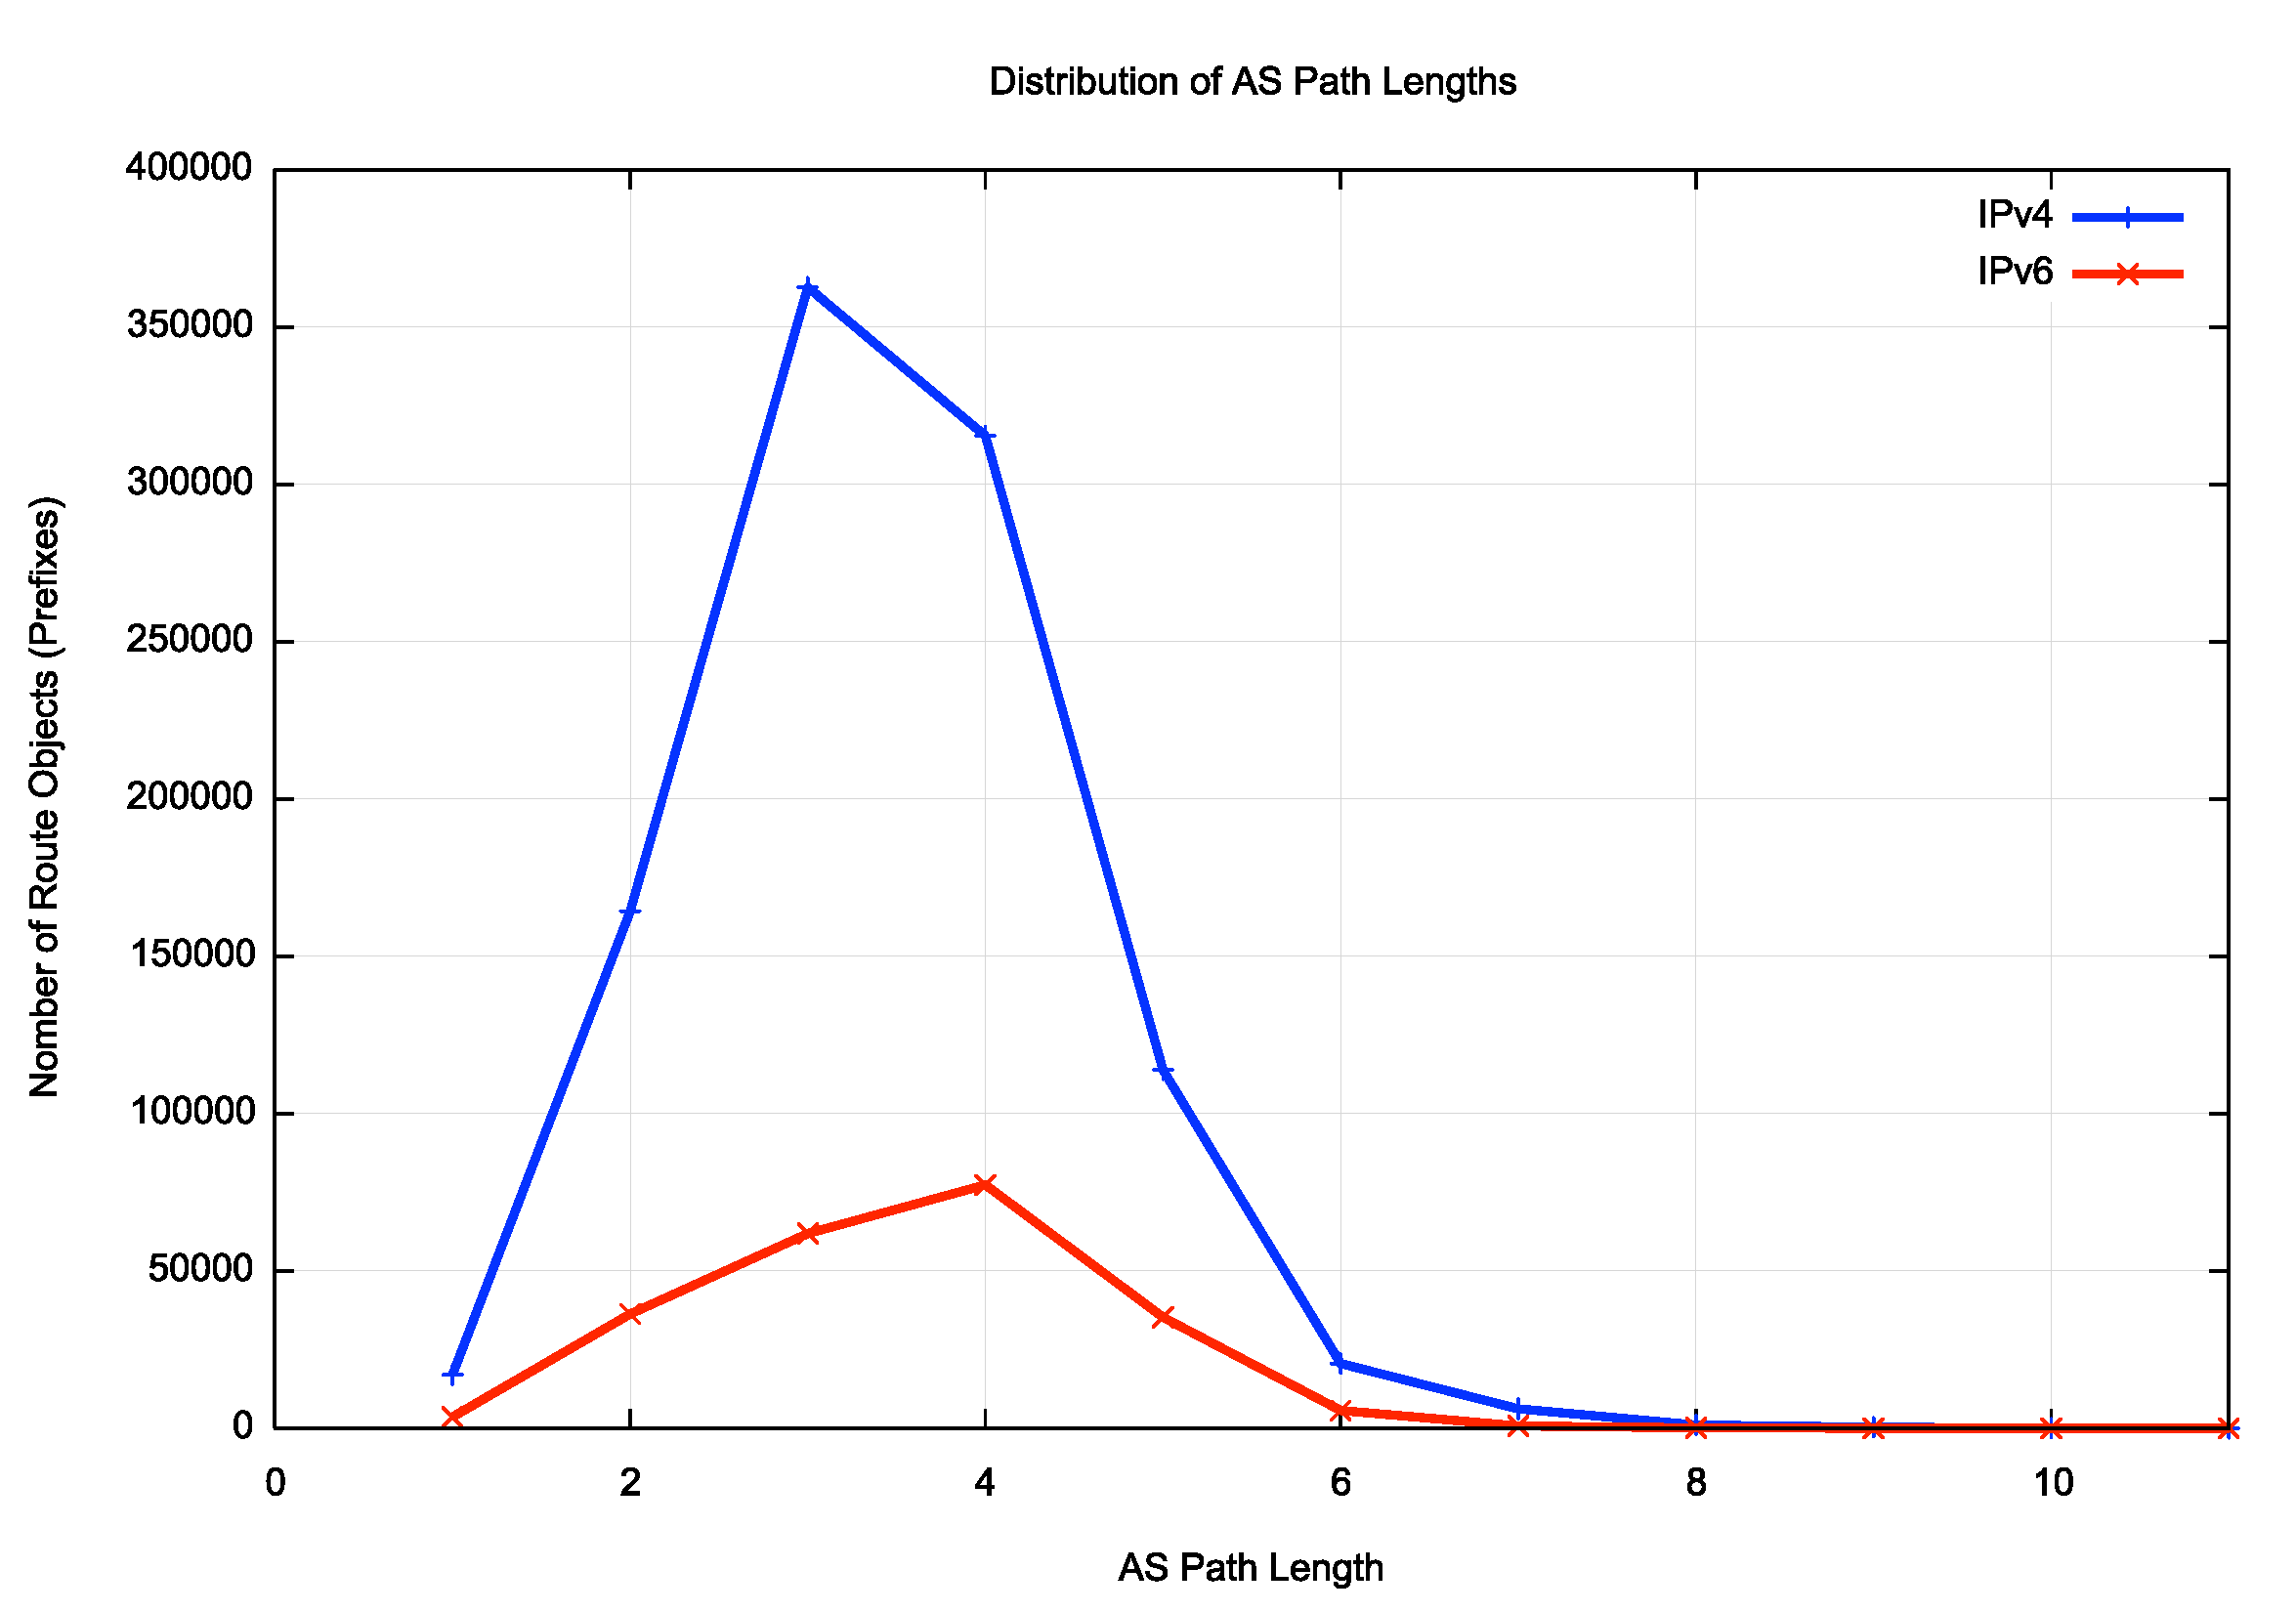 Distribution of AS Path Lengths
400000
350000
300000
250000
200000
150000
100000
50000
0
Nomber of Route Objects (Prefixes)
IPv4
IPv6
0 2 4 6 8 10
AS Path Length